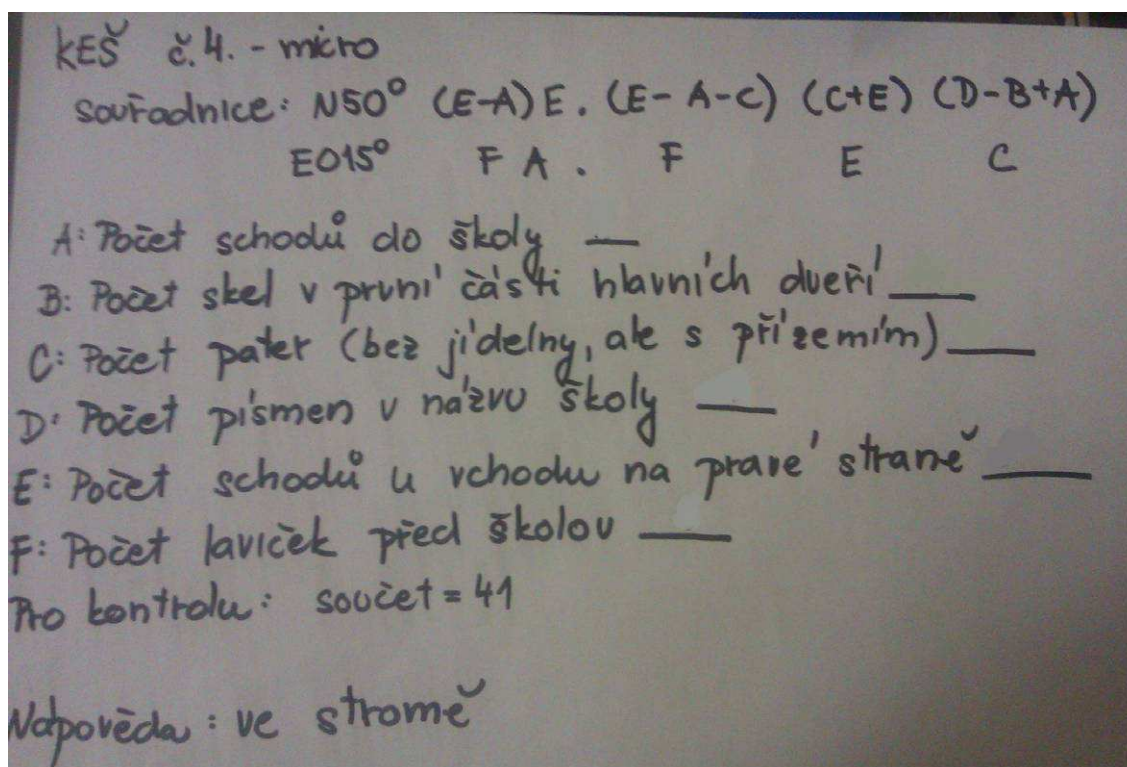 KEŠ č.4. - micro
souřadnice: N50° (E-A) E . (E- A-C) (C+E) (D-B+A)
E015° F A . F E C
A: Počet schodů do školy __
B: Počet skel v první části hlavních dveří ___
C: Počet pater (bez jídelny, ale s přízemím) ___
D: Počet písmen v názvu školy ___
E: Počet schodů u vchodu na pravé straně ___
F: Počet laviček před školou ___
Pro kontrolu: součet = 41
Nápověda: ve stromě